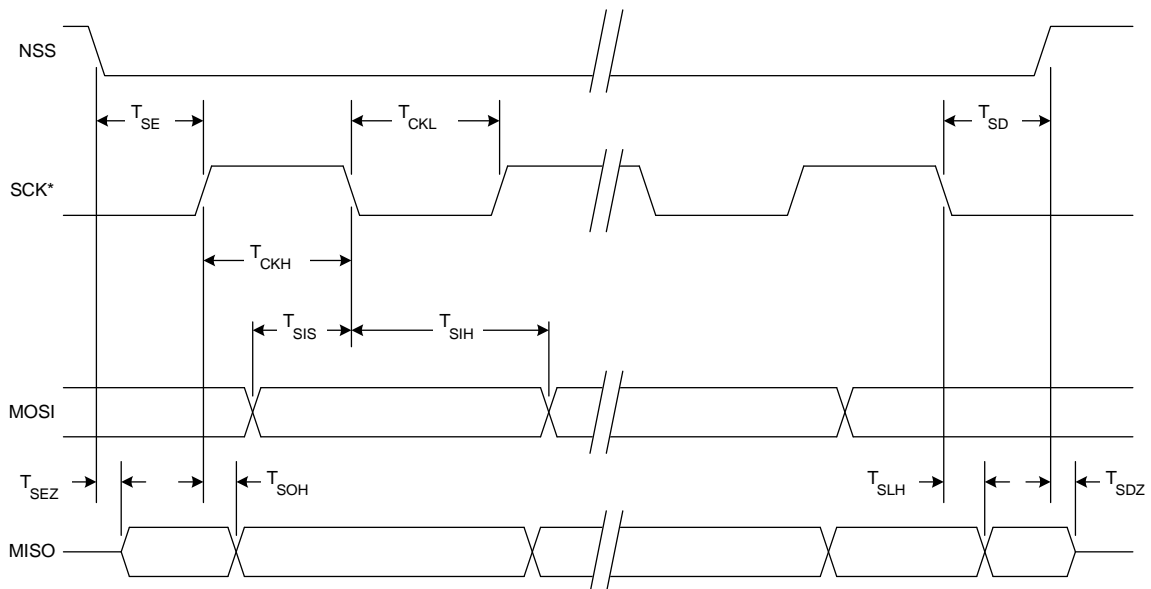 NSS
TSE
TCKL
TSD
SCK*
TCKH
TSIS
TSIH
MOSI
TSEZ
TSOH
TSLH
TSDZ
MISO